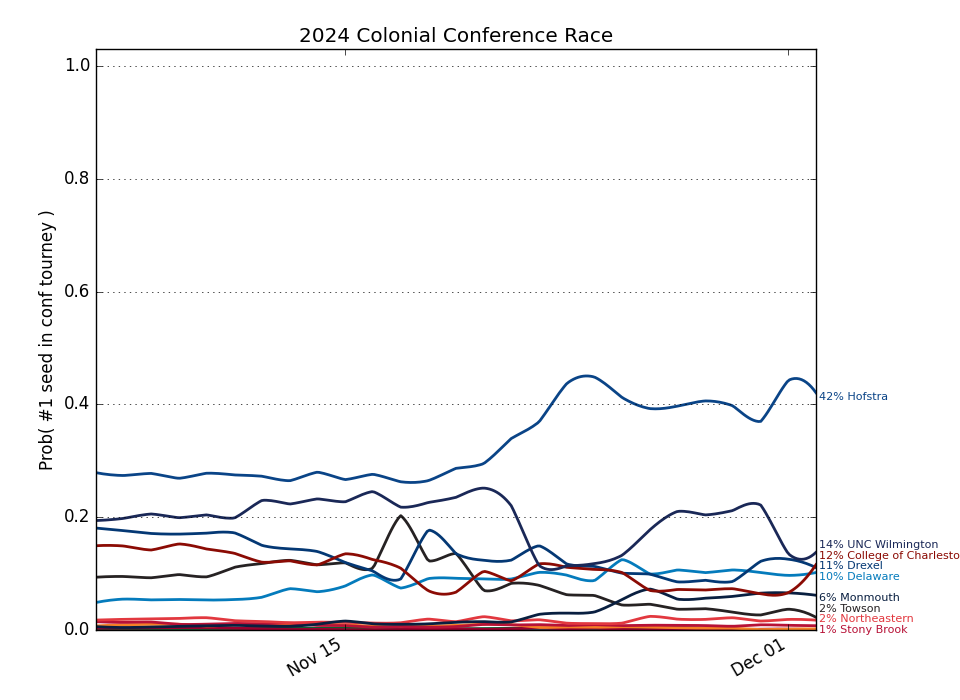 2024 Colonial Conference Race
Prob( #1 seed in conf tourney )
1.0
0.8
0.6
0.4
0.2
0.0
Nov 15
Dec 01
42% Hofstra
14% UNC Wilmington
12% College of Charlesto
11% Drexel
10% Delaware
6% Monmouth
2% Towson
2% Northeastern
1% Stony Brook